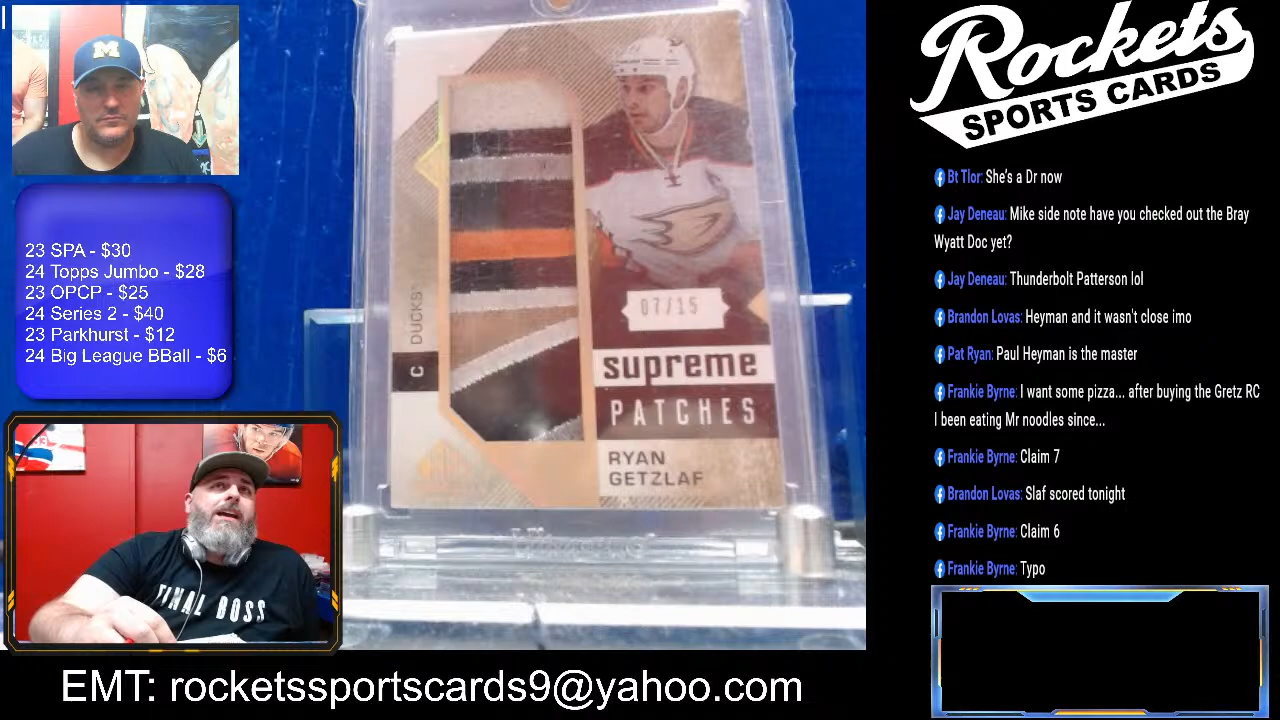 M
23 SPA - $30
24 Topps Jumbo - $28
23 OPCP - $25
24 Series 2 - $40
23 Parkhurst - $12
24 Big League BBall - $6
FINAL BOSS
DUCKS
C
07/15
supreme
PATCHES
RYAN
GETZLAF
Rockets
SPORTS CARDS
Bt Tlor: She's a Dr now
Jay Deneau: Mike side note have you checked out the Bray
Wyatt Doc yet?
Jay Deneau: Thunderbolt Patterson lol
Brandon Lovas: Heyman and it wasn't close imo
Pat Ryan: Paul Heyman is the master
Frankie Byrne: I want some pizza... after buying the Gretz RC
I been eating Mr noodles since...
Frankie Byrne: Claim 7
Brandon Lovas: Slaf scored tonight
Frankie Byrne: Claim 6
Frankie Byrne: Typo
EMT: rocketssportscards9@yahoo.com